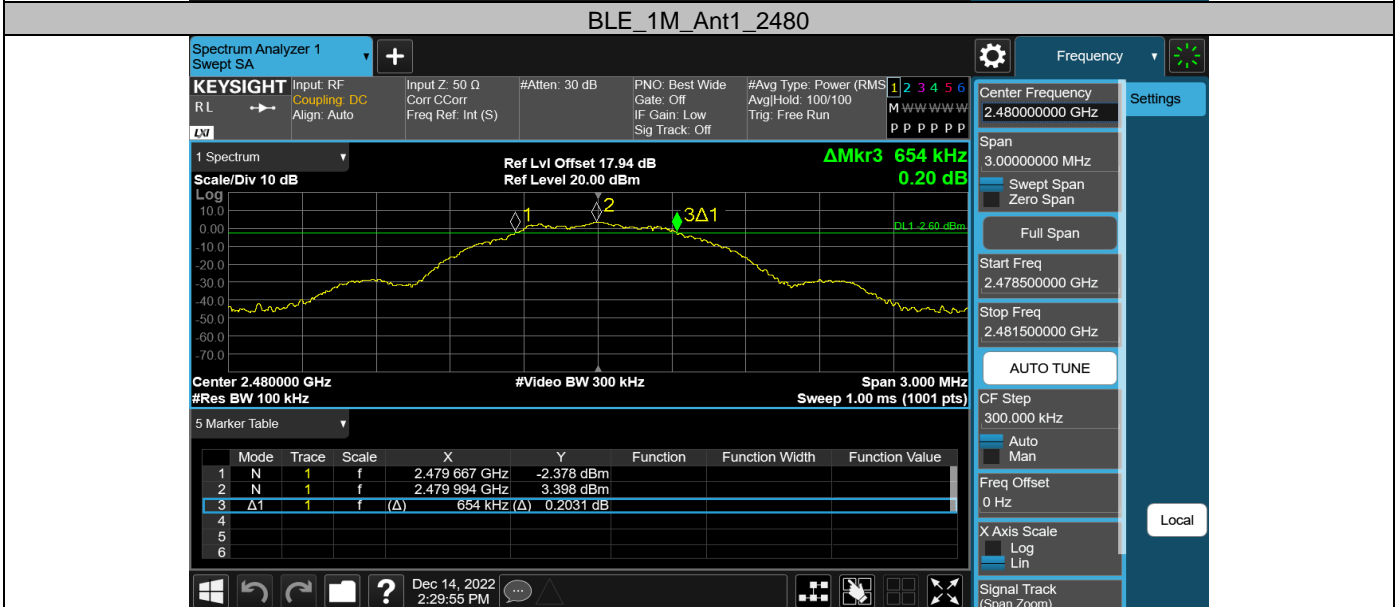 BLE_1M_Ant1_2480
Spectrum Analyzer 1
Swept SA
Frequency
KEYSIGHT
RL
LXI
Input: RF
Coupling: DC
Align: Auto
Input Z: 50 Ω
Corr CCorr
Freq Ref: Int (S)
#Atten: 30 dB
PNO: Best Wide
Gate: Off
IF Gain: Low
Sig Track: Off
#Avg Type: Power (RMS
Avg|Hold: 100/100
Trig: Free Run
1 2 3 4 5 6
M W W W W W
P P P P P P
1 Spectrum
Scale/Div 10 dB
Ref Lvl Offset 17.94 dB
Ref Level 20.00 dBm
ΔMkr3 654 kHz
0.20 dB
Log
10.0
0.00
-10.0
-20.0
-30.0
-40.0
-50.0
-60.0
-70.0
1
2
3Δ1
DL1 -2.60 dBm
Center 2.480000 GHz
#Video BW 300 kHz
Span 3.000 MHz
#Res BW 100 kHz
Sweep 1.00 ms (1001 pts)
5 Marker Table
Mode Trace Scale X Y Function Function Width Function Value
1 N 1 f 2.479 667 GHz -2.378 dBm
2 N 1 f 2.479 994 GHz 3.398 dBm
3 Δ1 1 f (Δ) 654 kHz (Δ) 0.2031 dB
4
5
6
?
Dec 14, 2022
2:29:55 PM
Center Frequency
2.480000000 GHz
Settings
Span
3.00000000 MHz
Swept Span
Zero Span
Full Span
Start Freq
2.478500000 GHz
Stop Freq
2.481500000 GHz
AUTO TUNE
CF Step
300.000 kHz
Auto
Man
Freq Offset
0 Hz
Local
X Axis Scale
Log
Lin
Signal Track
(Span Zoom)